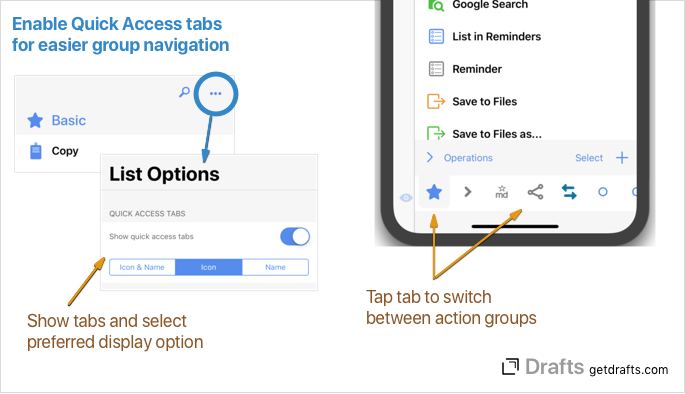 Enable Quick Access tabs
for easier group navigation
Basic
Copy
List Options
QUICK ACCESS TABS
Show quick access tabs
Icon & Name
Icon
Name
Show tabs and select
preferred display option
Google Search
List in Reminders
Reminder
Save to Files
Save to Files as...
Operations
Select
md
Tap tab to switch
between action groups
Drafts getdrafts.com